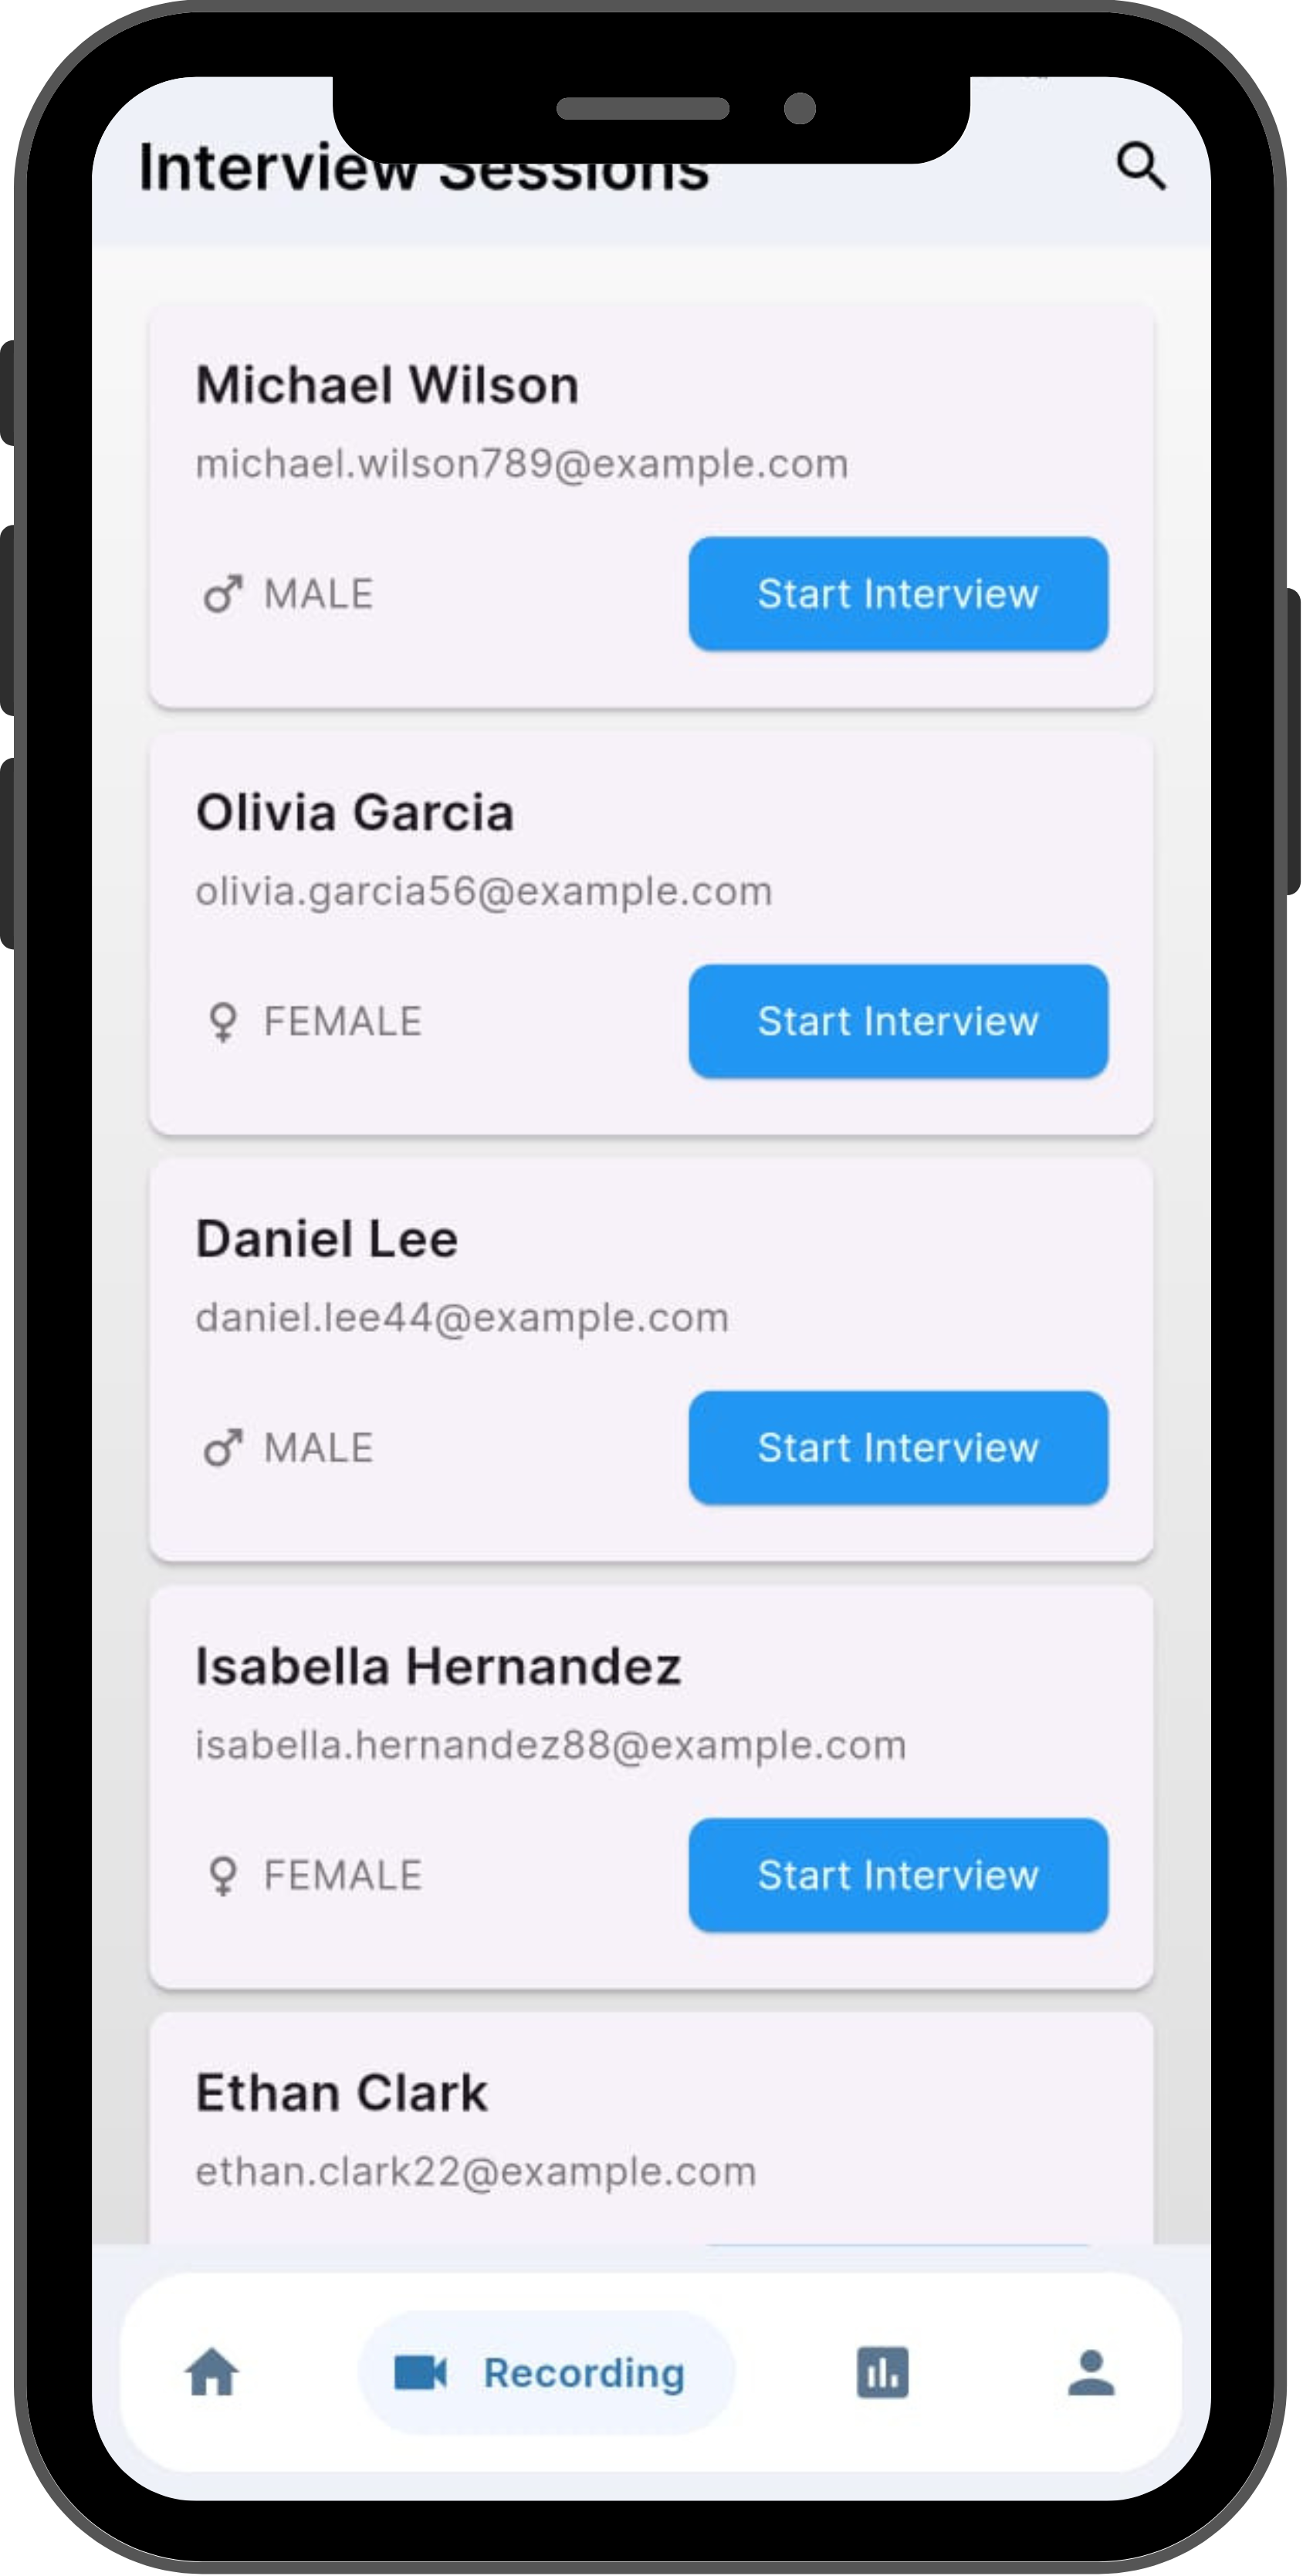 Interview Sessions
Michael Wilson
michael.wilson789@example.com
MALE
Start Interview
Olivia Garcia
olivia.garcia56@example.com
FEMALE
Start Interview
Daniel Lee
daniel.lee44@example.com
MALE
Start Interview
Isabella Hernandez
isabella.hernandez88@example.com
FEMALE
Start Interview
Ethan Clark
ethan.clark22@example.com
Recording